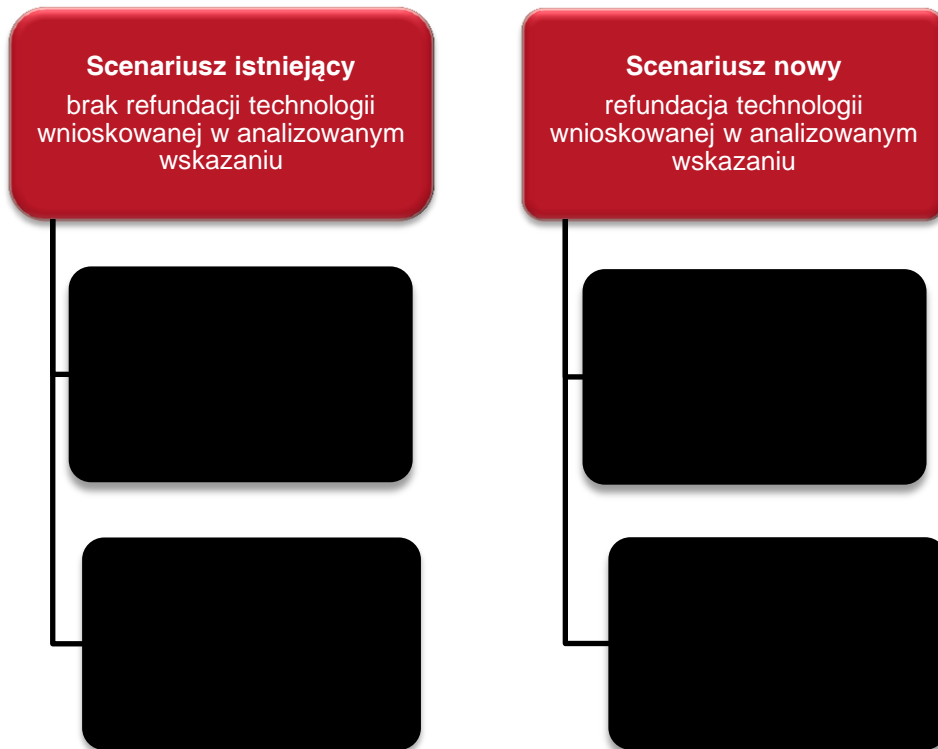 Scenariusz istniejący
brak refundacji technologii
wnioskowanej w analizowanym
wskazaniu
Scenariusz nowy
refundacja technologii
wnioskowanej w analizowanym
wskazaniu